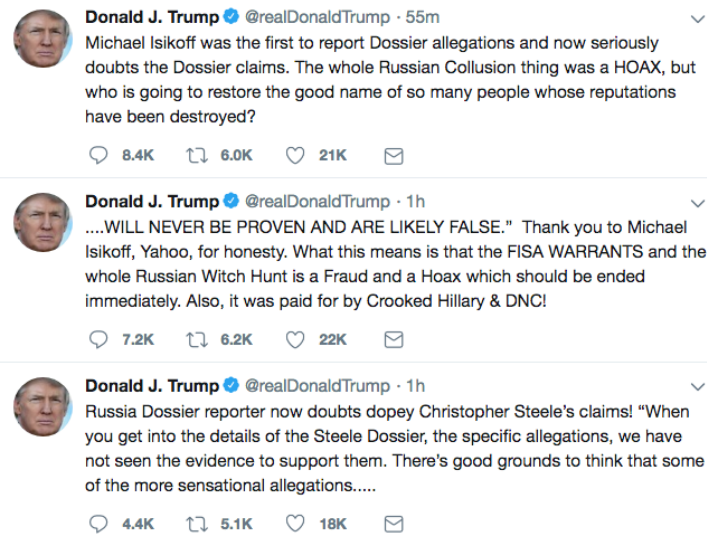 Donald J. Trump @realDonaldTrump · 55m
Michael Isikoff was the first to report Dossier allegations and now seriously
doubts the Dossier claims. The whole Russian Collusion thing was a HOAX, but
who is going to restore the good name of so many people whose reputations
have been destroyed?
8.4K 6.0K 21K
Donald J. Trump @realDonaldTrump · 1h
....WILL NEVER BE PROVEN AND ARE LIKELY FALSE.” Thank you to Michael
Isikoff, Yahoo, for honesty. What this means is that the FISA WARRANTS and the
whole Russian Witch Hunt is a Fraud and a Hoax which should be ended
immediately. Also, it was paid for by Crooked Hillary & DNC!
7.2K 6.2K 22K
Donald J. Trump @realDonaldTrump · 1h
Russia Dossier reporter now doubts dopey Christopher Steele’s claims! “When
you get into the details of the Steele Dossier, the specific allegations, we have
not seen the evidence to support them. There’s good grounds to think that some
of the more sensational allegations.....
4.4K 5.1K 18K